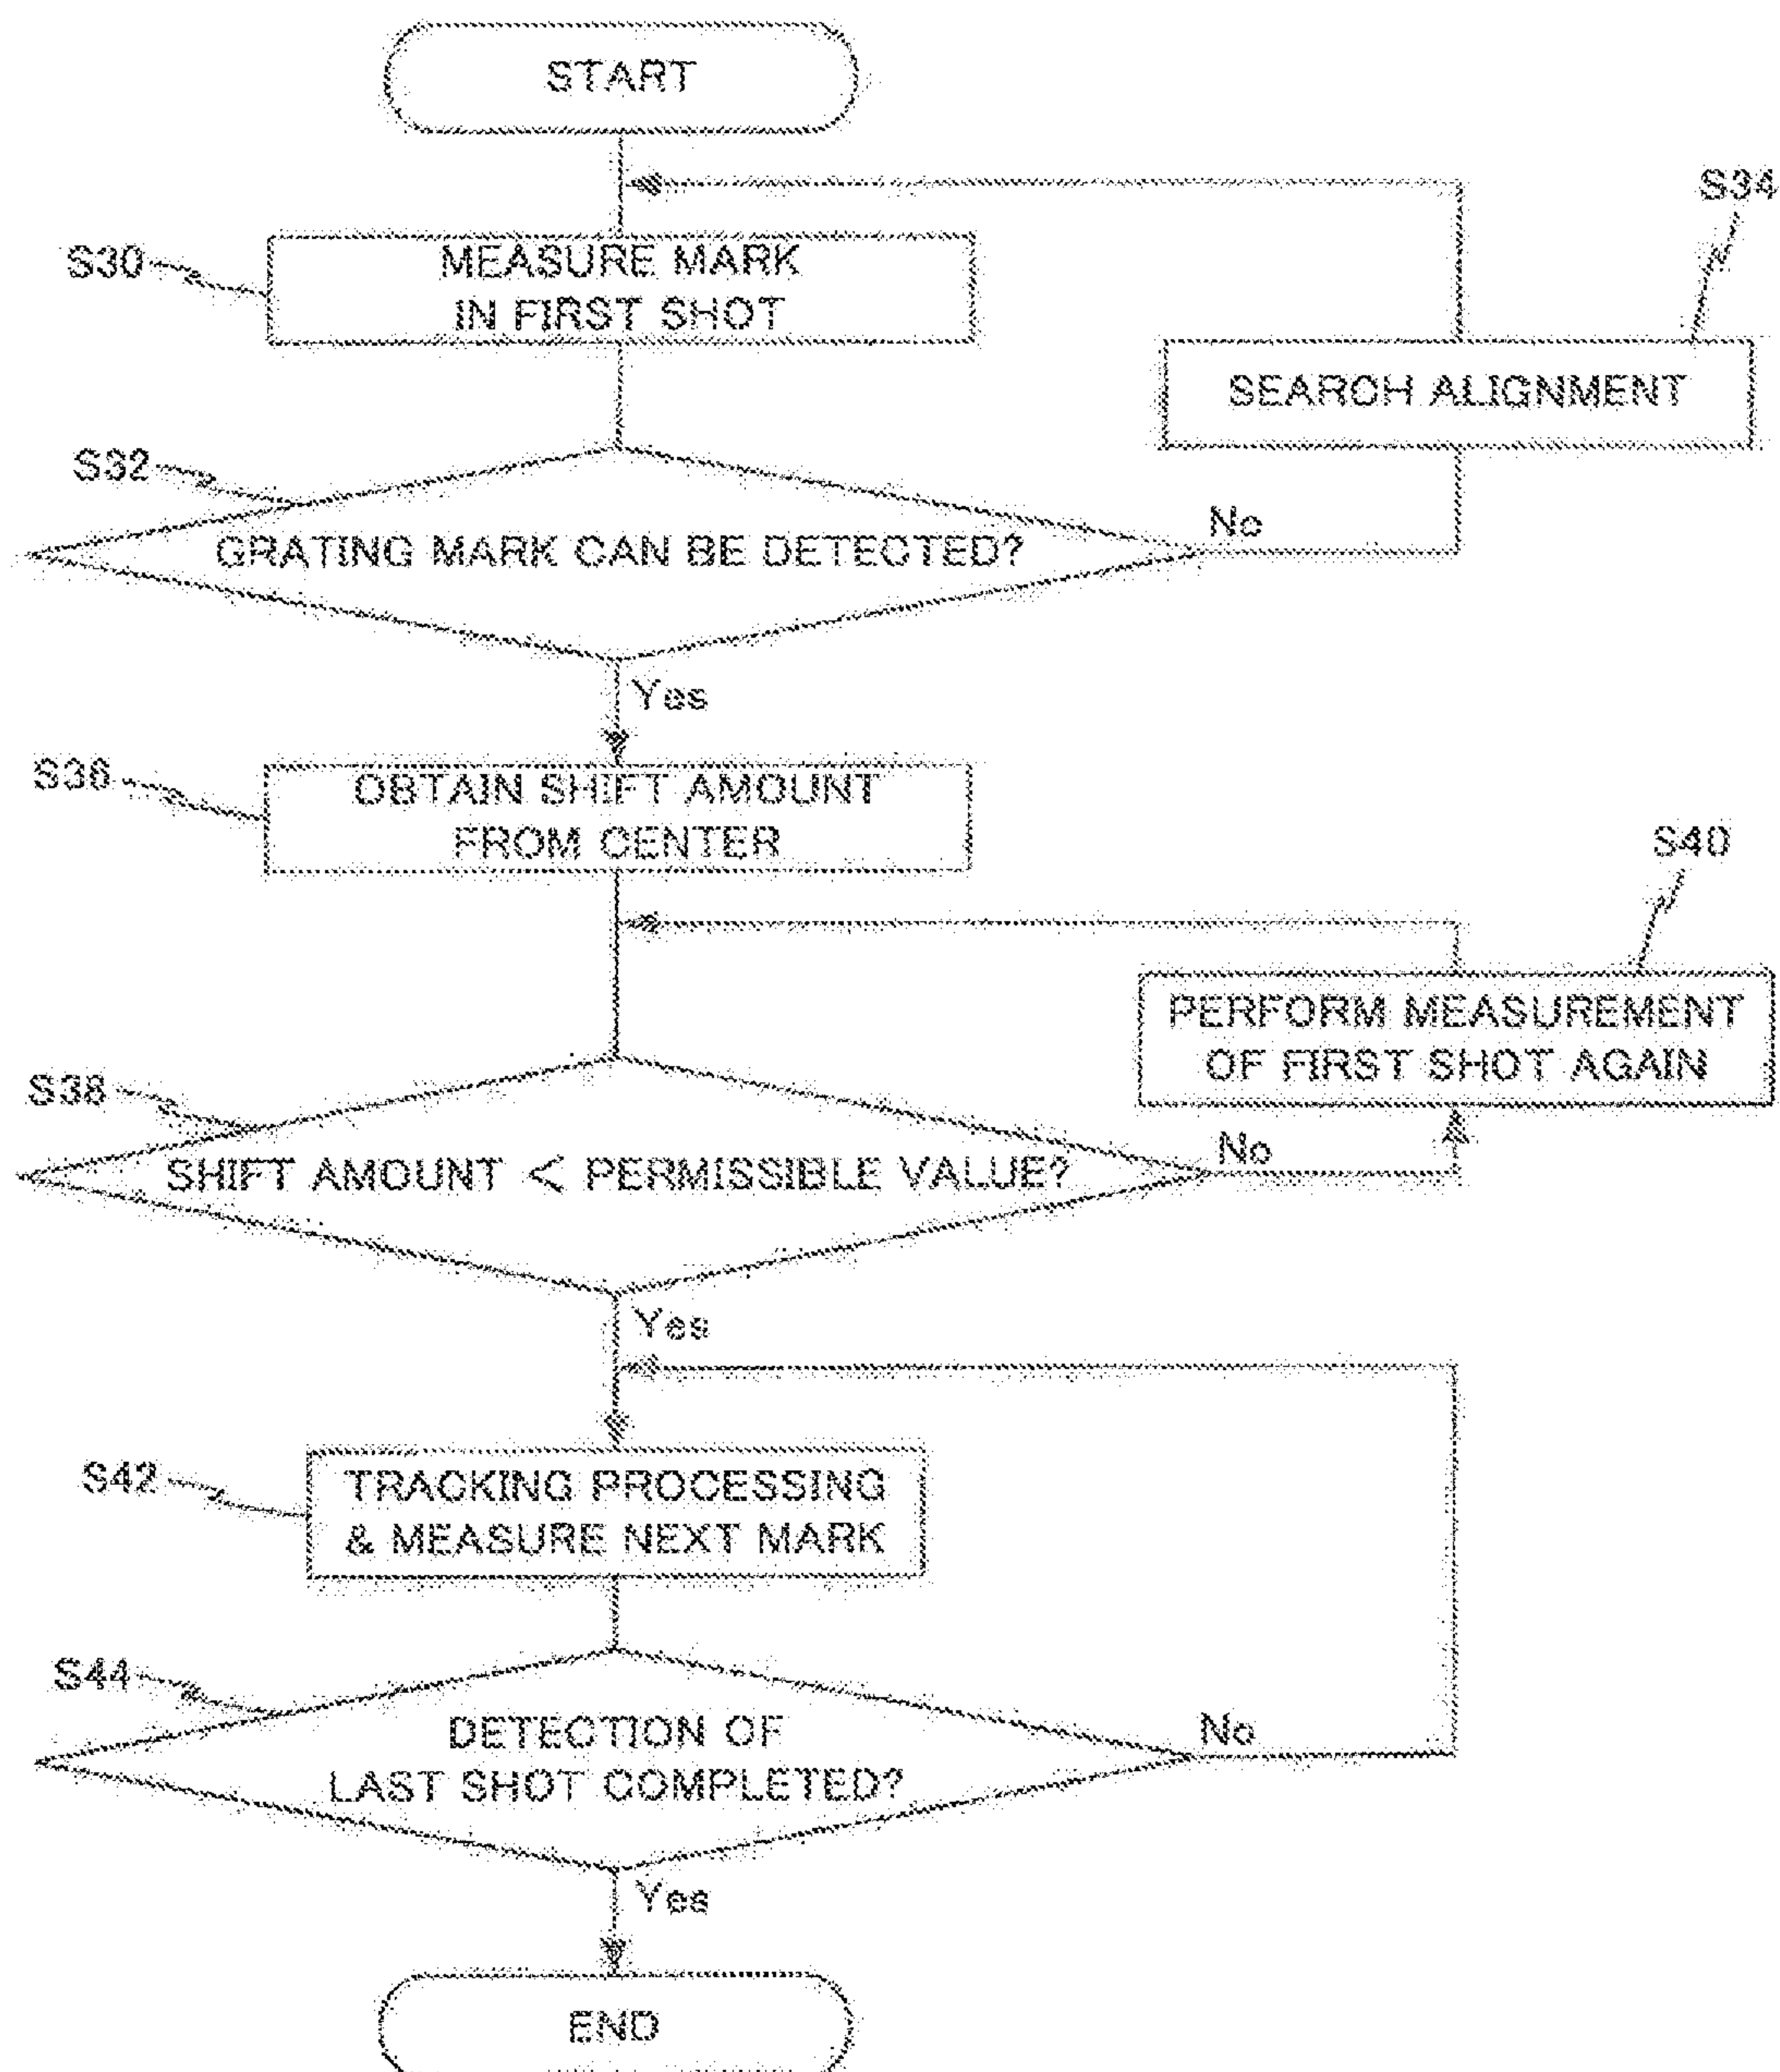 START
S34
S30
MEASURE MARK
IN FIRST SHOT
SEARCH ALIGNMENT
S32
No
GRATING MARK CAN BE DETECTED?
Yes
S36
OBTAIN SHIFT AMOUNT
FROM CENTER
S40
PERFORM MEASUREMENT
OF FIRST SHOT AGAIN
S38
No
SHIFT AMOUNT < PERMISSIBLE VALUE?
Yes
S42
TRACKING PROCESSING
& MEASURE NEXT MARK
S44
No
DETECTION OF
LAST SHOT COMPLETED?
Yes
END